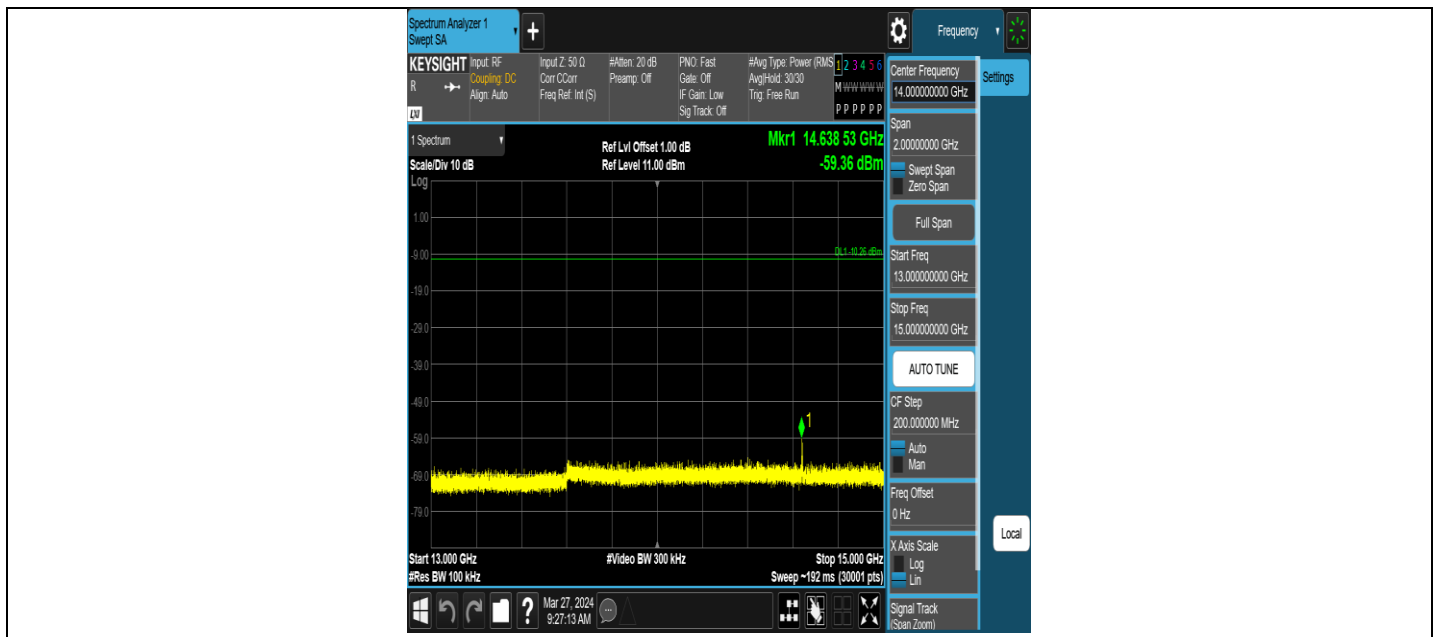 Spectrum Analyzer 1
Swept SA
Frequency
KEYSIGHT
R
LXI
Input: RF
Coupling: DC
Align: Auto
Input Z: 50 Ω
Corr CCorr
Freq Ref: Int (S)
#Atten: 20 dB
Preamp: Off
PNO: Fast
Gate: Off
IF Gain: Low
Sig Track: Off
#Avg Type: Power (RMS
Avg|Hold: 30/30
Trig: Free Run
1 2 3 4 5 6
M W W W W W
P P P P P P
1 Spectrum
Scale/Div 10 dB
Log
Ref Lvl Offset 1.00 dB
Ref Level 11.00 dBm
Mkr1 14.638 53 GHz
-59.36 dBm
1.00
-9.00
DL1 -10.26 dBm
-19.0
-29.0
-39.0
-49.0
1
-59.0
-69.0
-79.0
Start 13.000 GHz
#Res BW 100 kHz
#Video BW 300 kHz
Stop 15.000 GHz
Sweep ~192 ms (30001 pts)
Mar 27, 2024
9:27:13 AM
Center Frequency
14.000000000 GHz
Settings
Span
2.00000000 GHz
Swept Span
Zero Span
Full Span
Start Freq
13.000000000 GHz
Stop Freq
15.000000000 GHz
AUTO TUNE
CF Step
200.000000 MHz
Auto
Man
Freq Offset
0 Hz
X Axis Scale
Log
Lin
Signal Track
(Span Zoom)
Local